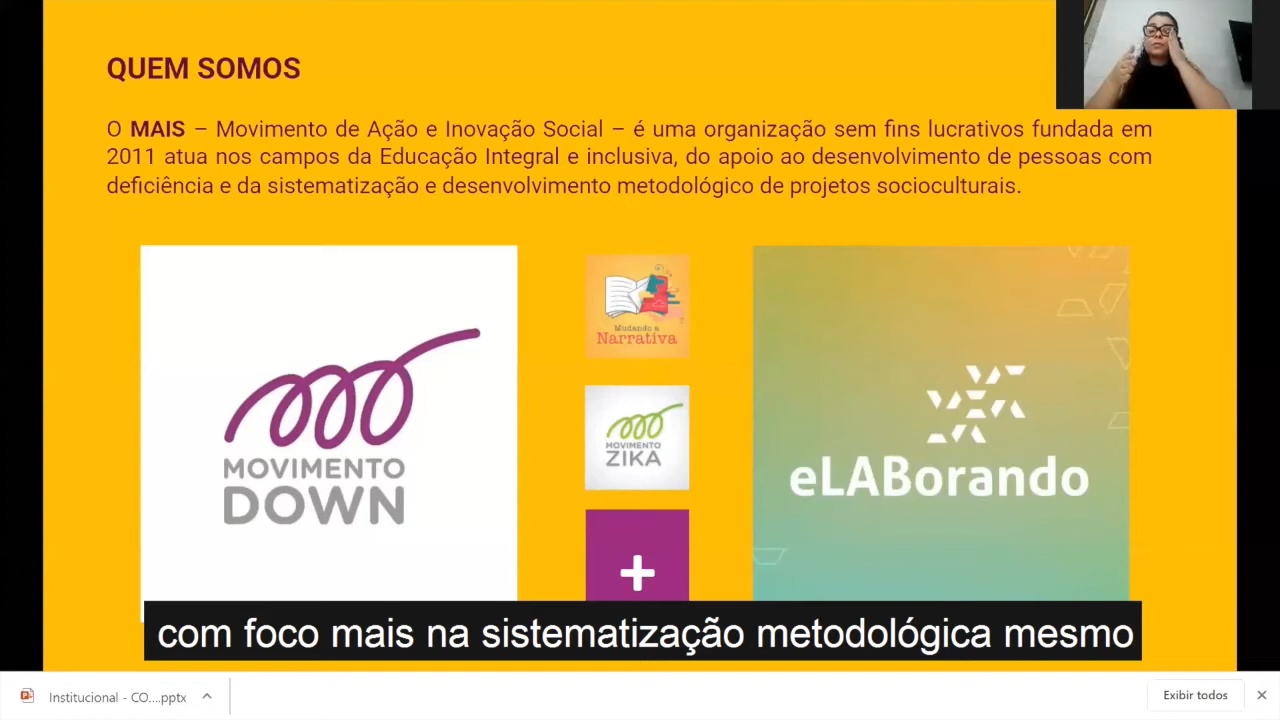 QUEM SOMOS
O MAIS – Movimento de Ação e Inovação Social – é uma organização sem fins lucrativos fundada em
2011 atua nos campos da Educação Integral e inclusiva, do apoio ao desenvolvimento de pessoas com
deficiência e da sistematização e desenvolvimento metodológico de projetos socioculturais.
MOVIMENTO
DOWN
Mudando a
Narrativa
MOVIMENTO
ZIKA
+
eLABorando
com foco mais na sistematização metodológica mesmo
Institucional - CO....pptx
Exibir todos